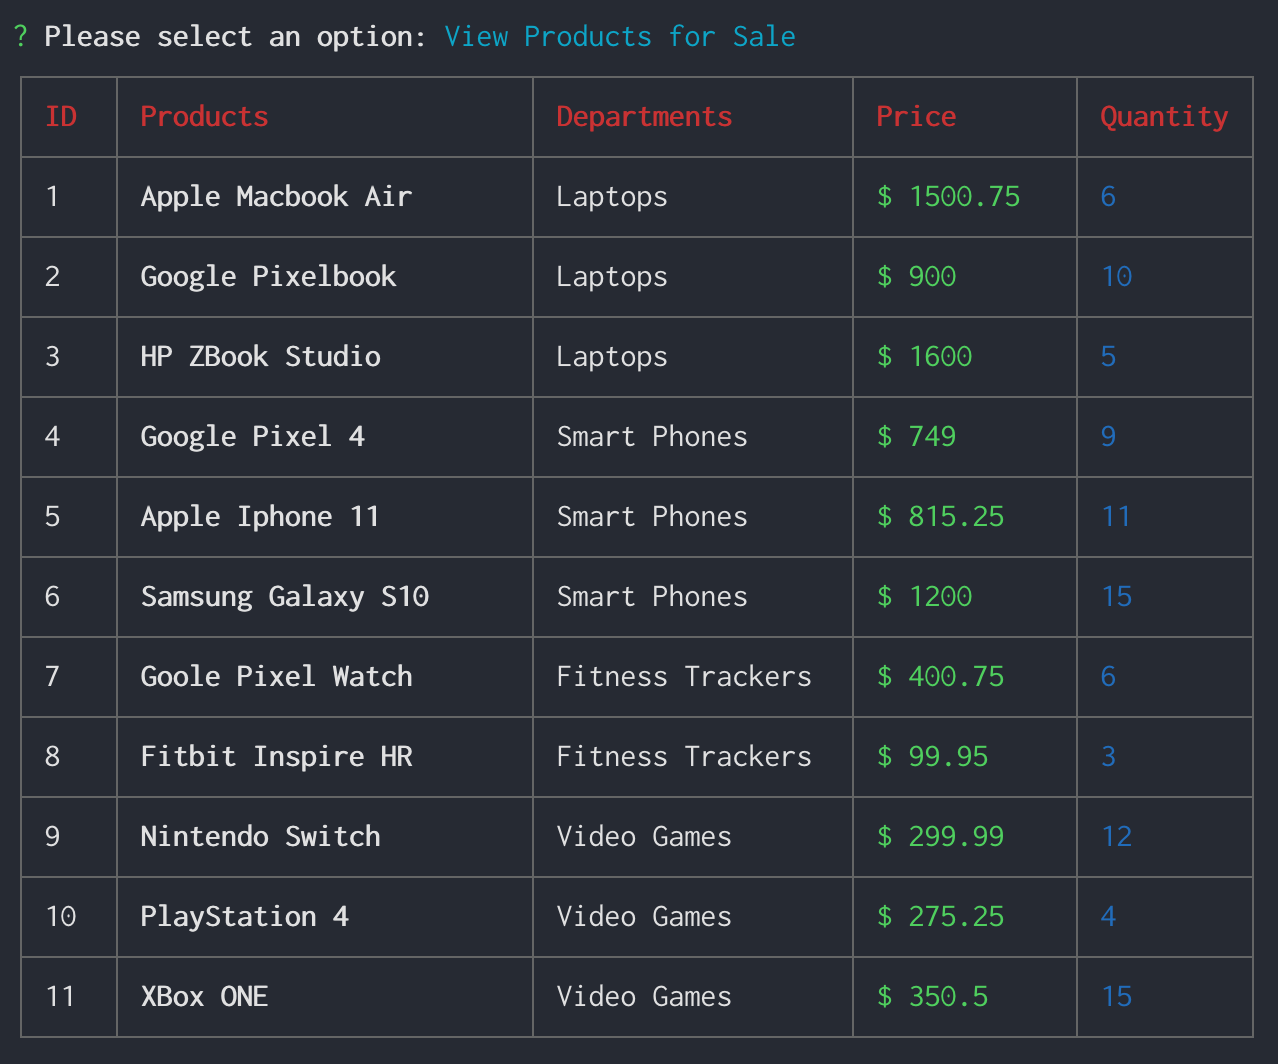 ? Please select an option: View Products for Sale
ID Products Departments Price Quantity
1 Apple Macbook Air Laptops $ 1500.75 6
2 Google Pixelbook Laptops $ 900 10
3 HP ZBook Studio Laptops $ 1600 5
4 Google Pixel 4 Smart Phones $ 749 9
5 Apple Iphone 11 Smart Phones $ 815.25 11
6 Samsung Galaxy S10 Smart Phones $ 1200 15
7 Goole Pixel Watch Fitness Trackers $ 400.75 6
8 Fitbit Inspire HR Fitness Trackers $ 99.95 3
9 Nintendo Switch Video Games $ 299.99 12
10 PlayStation 4 Video Games $ 275.25 4
11 XBox ONE Video Games $ 350.5 15